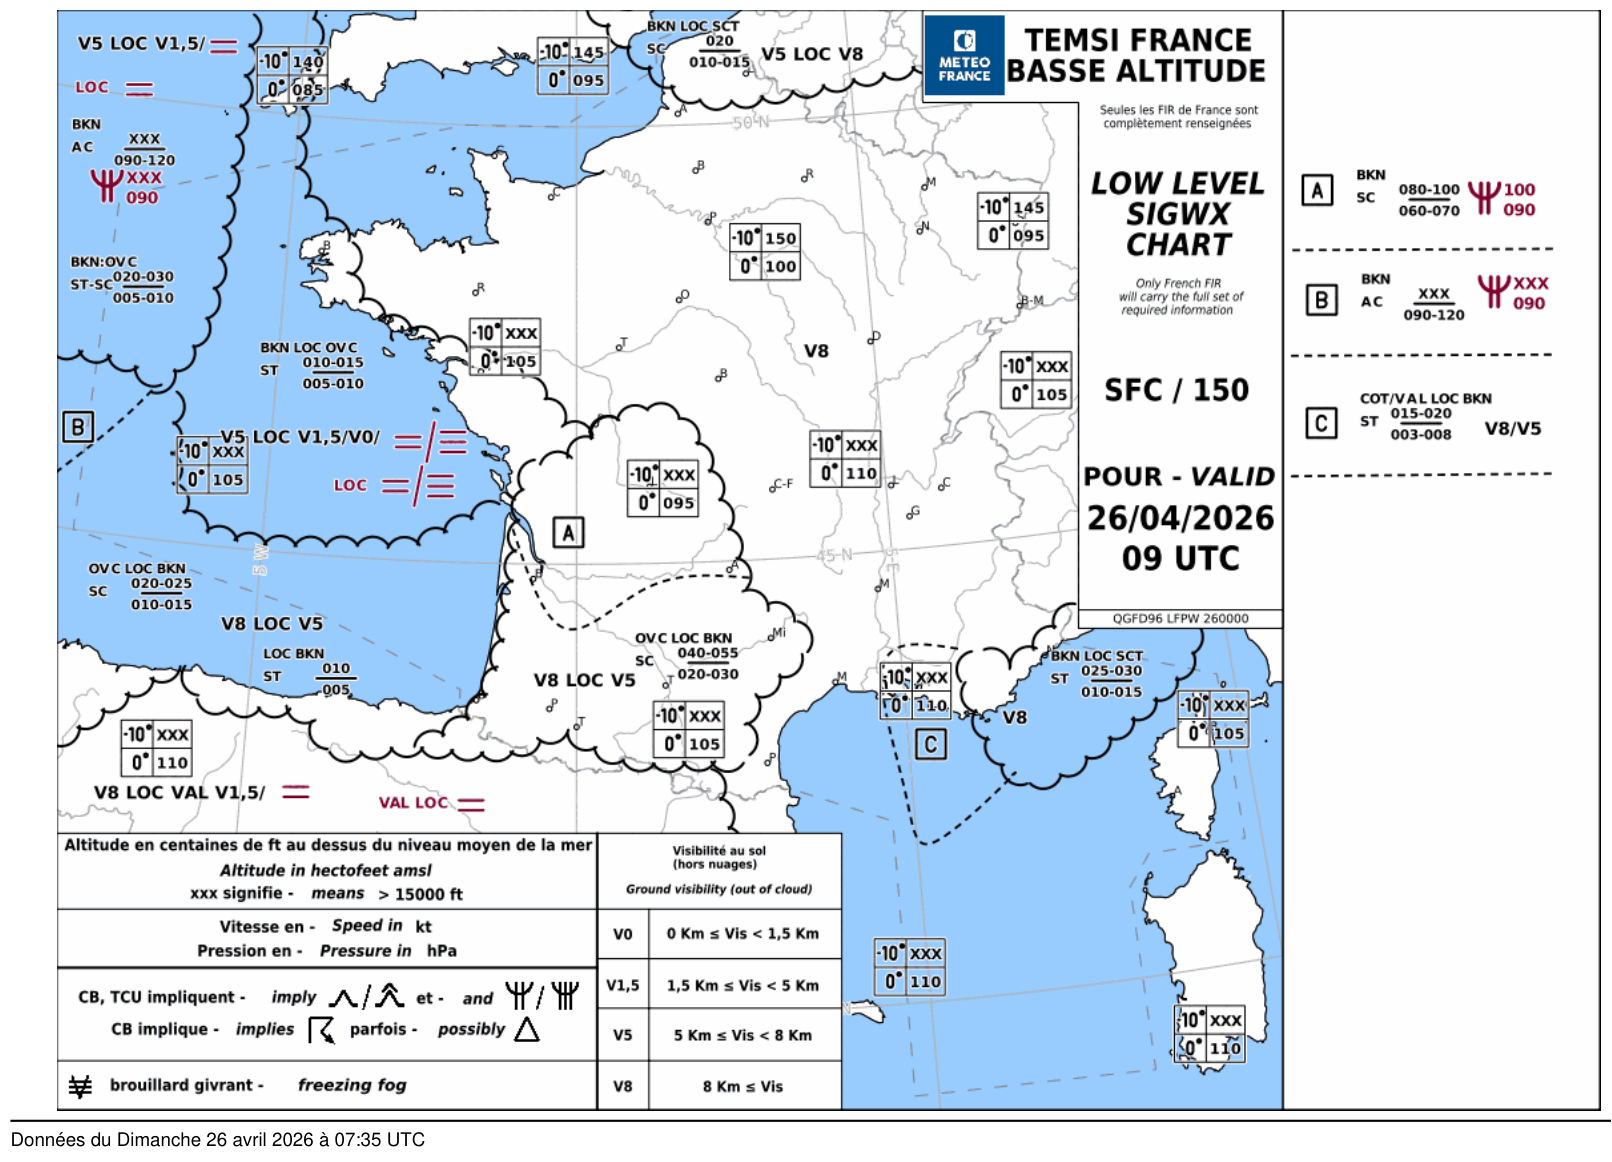 V5 LOC V1,5/
LOC
BKN
AC XXX
090-120
XXX
090
BKN:OVC
ST-SC 020-030
005-010
-10° 140
0° 085
-10° 145
0° 095
BKN LOC SCT
SC 020
010-015
V5 LOC V8
50°N
A
C
C
B
R
P
M
N
-10° 145
0° 095
-10° 150
0° 100
B
R
O
B-M
D
T
B
V8
-10° XXX
0° 105
-10° XXX
0° 105
BKN LOC OVC
ST 010-015
005-010
B
V5 LOC V1,5/V0/
-10° XXX
0° 105
LOC
-10° XXX
0° 095
-10° XXX
0° 110
C-F
L
C
G
A
5 W
45 N
5 E
OVC LOC BKN
SC 020-025
010-015
V8 LOC V5
LOC BKN
ST 010
005
B
A
M
Mi
OVC LOC BKN
SC 040-055
020-030
V8 LOC V5
T
P
T
M
N
-10° XXX
0° 105
-10° XXX
0° 110
BKN LOC SCT
ST 025-030
010-015
V8
C
-10° XXX
0° 105
P
A
-10° XXX
0° 110
V8 LOC VAL V1,5/
VAL LOC
-10° XXX
0° 110
-10° XXX
0° 110
METEO
FRANCE
TEMSI FRANCE
BASSE ALTITUDE
Seules les FIR de France sont
complètement renseignées
LOW LEVEL
SIGWX
CHART
Only French FIR
will carry the full set of
required information
SFC / 150
POUR - VALID
26/04/2026
09 UTC
QGFD96 LFPW 260000
A BKN
SC 080-100
060-070
100
090
B BKN
AC XXX
090-120
XXX
090
C COT/VAL LOC BKN
ST 015-020
003-008
V8/V5
Altitude en centaines de ft au dessus du niveau moyen de la mer
Altitude in hectofeet amsl
xxx signifie - means > 15000 ft
Vitesse en - Speed in kt
Pression en - Pressure in hPa
CB, TCU impliquent - imply / et - and /
CB implique - implies parfois - possibly
brouillard givrant - freezing fog
Visibilité au sol
(hors nuages)
Ground visibility (out of cloud)
V0 0 Km ≤ Vis < 1,5 Km
V1,5 1,5 Km ≤ Vis < 5 Km
V5 5 Km ≤ Vis < 8 Km
V8 8 Km ≤ Vis
Données du Dimanche 26 avril 2026 à 07:35 UTC